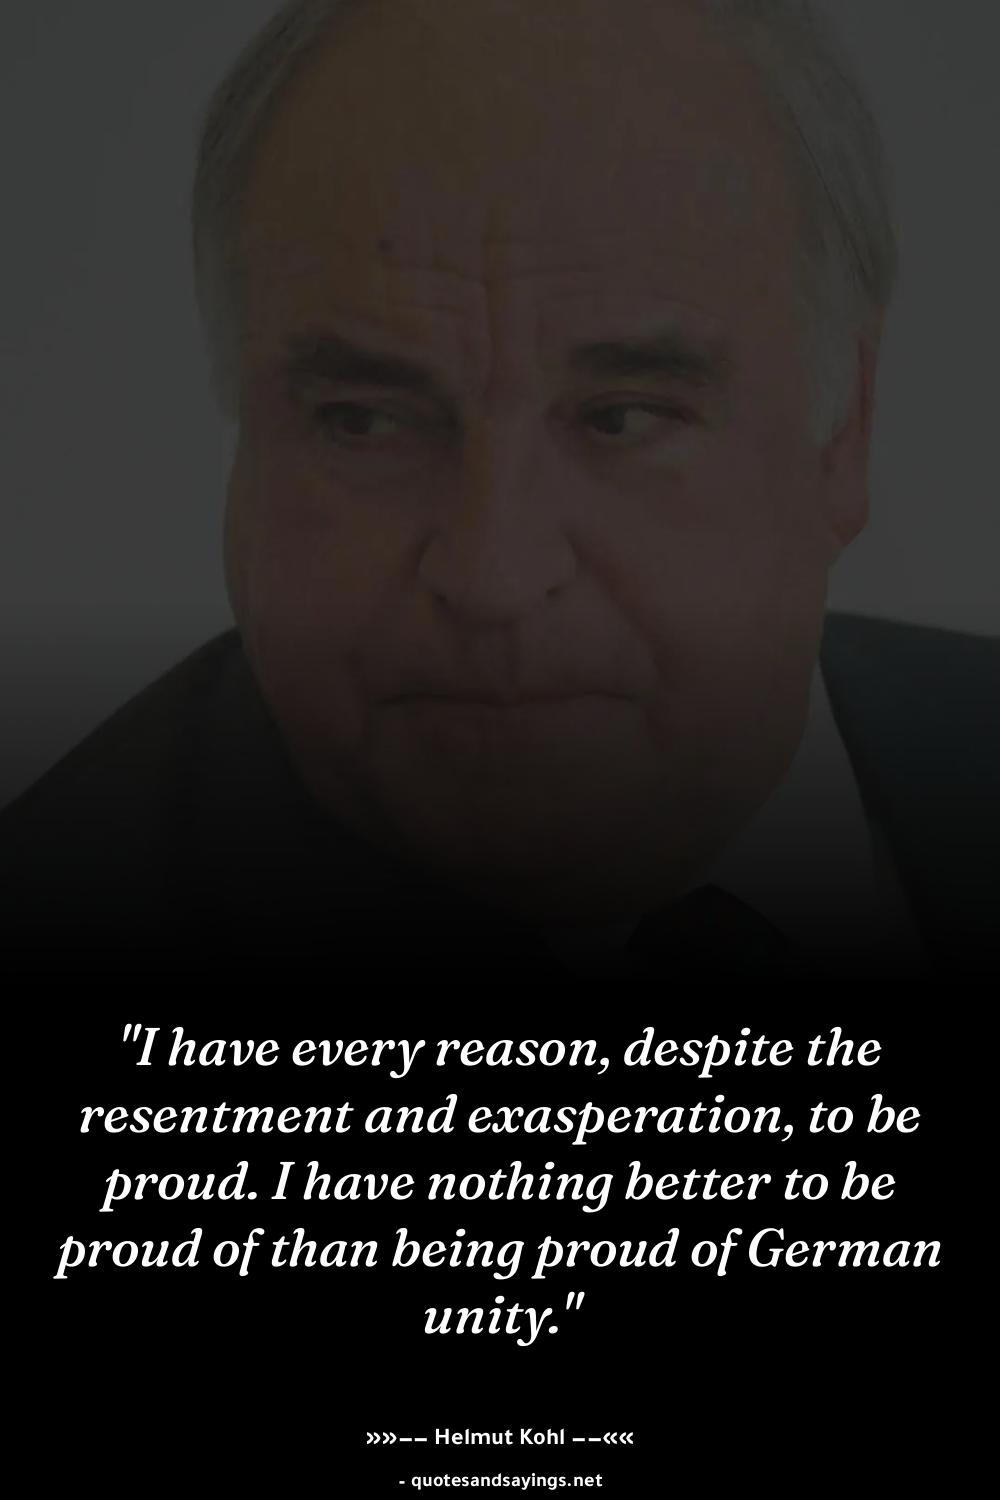 "I have every reason, despite the
resentment and exasperation, to be
proud. I have nothing better to be
proud of than being proud of German
unity."
»»–– Helmut Kohl ––««
- quotesandsayings.net